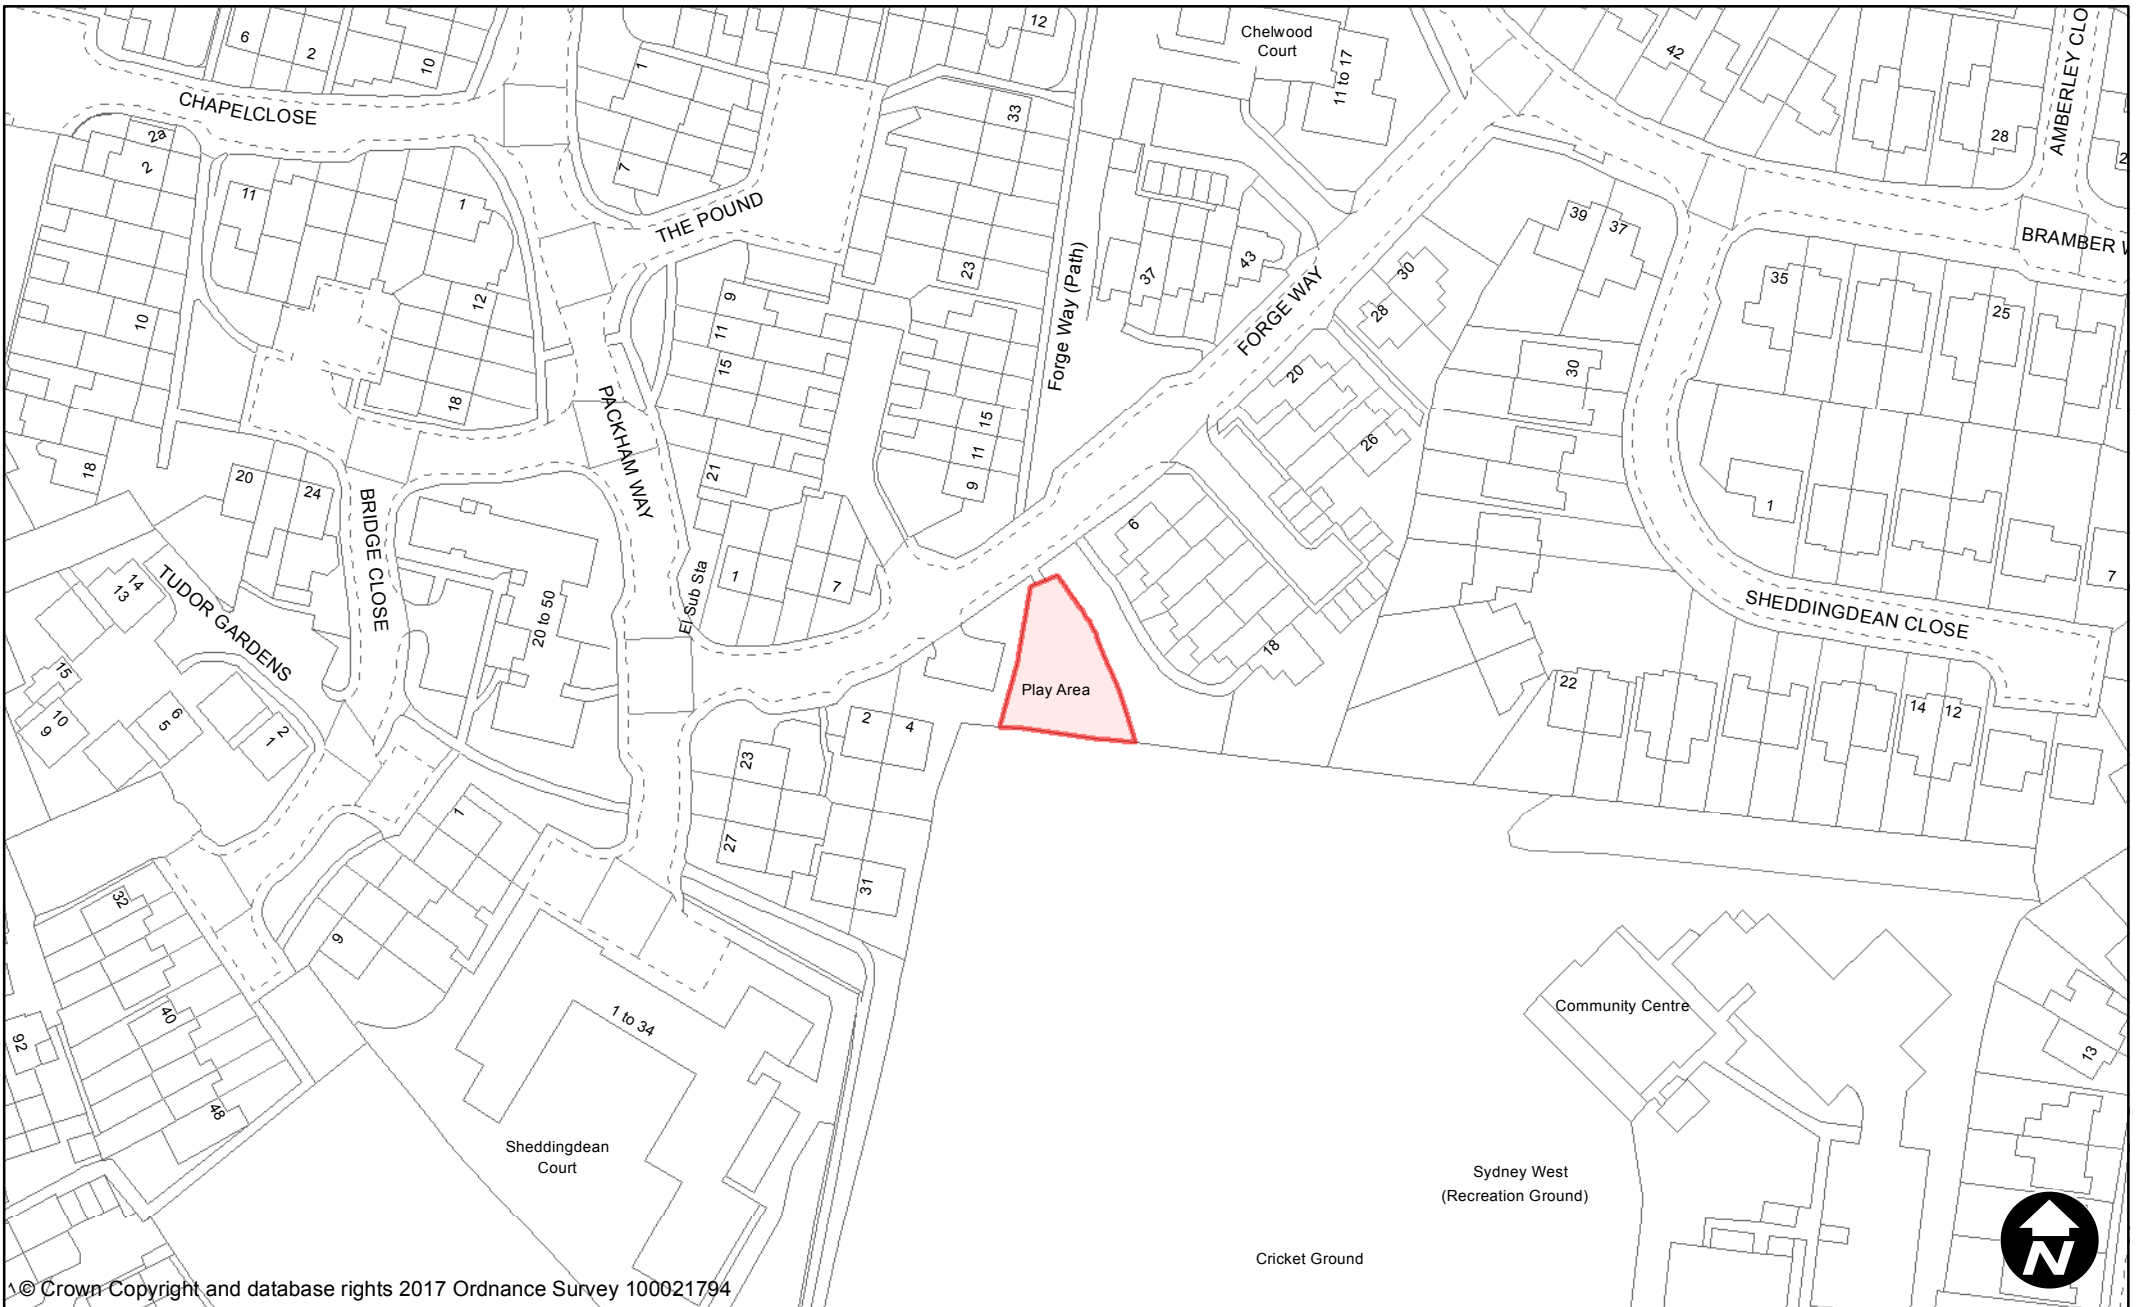 6
2
10
1
12
Chelwood
Court
11 to 17
42
AMBERLEY CLO
28
2
CHAPELCLOSE
2a
2
11
1
7
THE POUND
33
23
Forge Way (Path)
37
43
FORGE WAY
30
28
39
37
35
25
BRAMBER W
10
12
18
18
9
11
15
21
PACKHAM WAY
15
11
9
20
26
30
1
7
20
24
BRIDGE CLOSE
El Sub Sta
1
7
6
18
SHEDDINGDEAN CLOSE
14
13
TUDOR GARDENS
15
10
9
6
5
2
1
20 to 50
Play Area
2
4
23
27
31
22
14
12
1
9
32
40
48
92
1 to 34
Sheddingdean
Court
Community Centre
13
Sydney West
(Recreation Ground)
Cricket Ground
N
1
© Crown Copyright and database rights 2017 Ordnance Survey 100021794